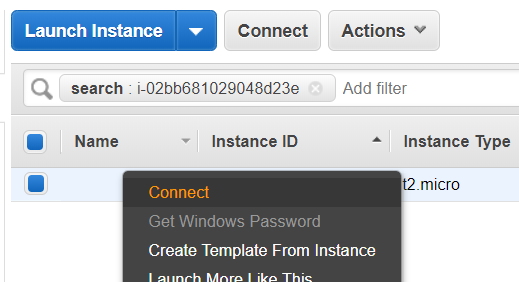 Launch Instance Connect Actions
search : i-02bb681029048d23e Add filter
Name Instance ID Instance Type
t2.micro
Connect
Get Windows Password
Create Template From Instance
Launch More Like This